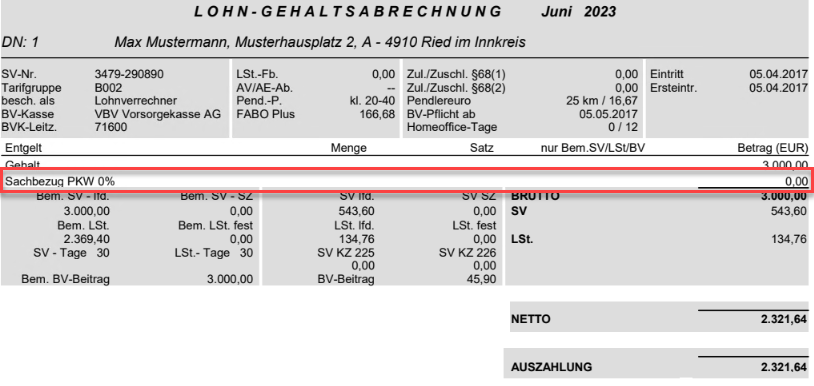 LOHN-GEHALTSABRECHNUNG Juni 2023
DN: 1 Max Mustermann, Musterhausplatz 2, A - 4910 Ried im Innkreis
SV-Nr. 3479-290890 LSt.-Fb. 0,00 Zul./Zuschl. §68(1) 0,00 Eintritt 05.04.2017
Tarifgruppe B002 AV/AE-Ab. -- Zul./Zuschl. §68(2) 0,00 Ersteintr. 05.04.2017
besch. als Lohnverrechner Pend.-P. kl. 20-40 Pendlereuro 25 km / 16,67
BV-Kasse VBV Vorsorgekasse AG FABO Plus 166,68 BV-Pflicht ab 05.05.2017
BVK-Leitz. 71600 Homeoffice-Tage 0 / 12
Entgelt Menge Satz nur Bem.SV/LSt/BV Betrag (EUR)
Gehalt 3.000,00
Sachbezug PKW 0% 0,00
Bem. SV - lfd. Bem. SV - SZ SV lfd. SV SZ BRUTTO 3.000,00
3.000,00 0,00 543,60 0,00 SV 543,60
Bem. LSt. Bem. LSt. fest LSt. lfd. LSt. fest
2.369,40 0,00 134,76 0,00 LSt. 134,76
SV - Tage 30 LSt.- Tage 30 SV KZ 225 SV KZ 226
0,00 0,00
Bem. BV-Beitrag 3.000,00 BV-Beitrag 45,90
NETTO 2.321,64
AUSZAHLUNG 2.321,64